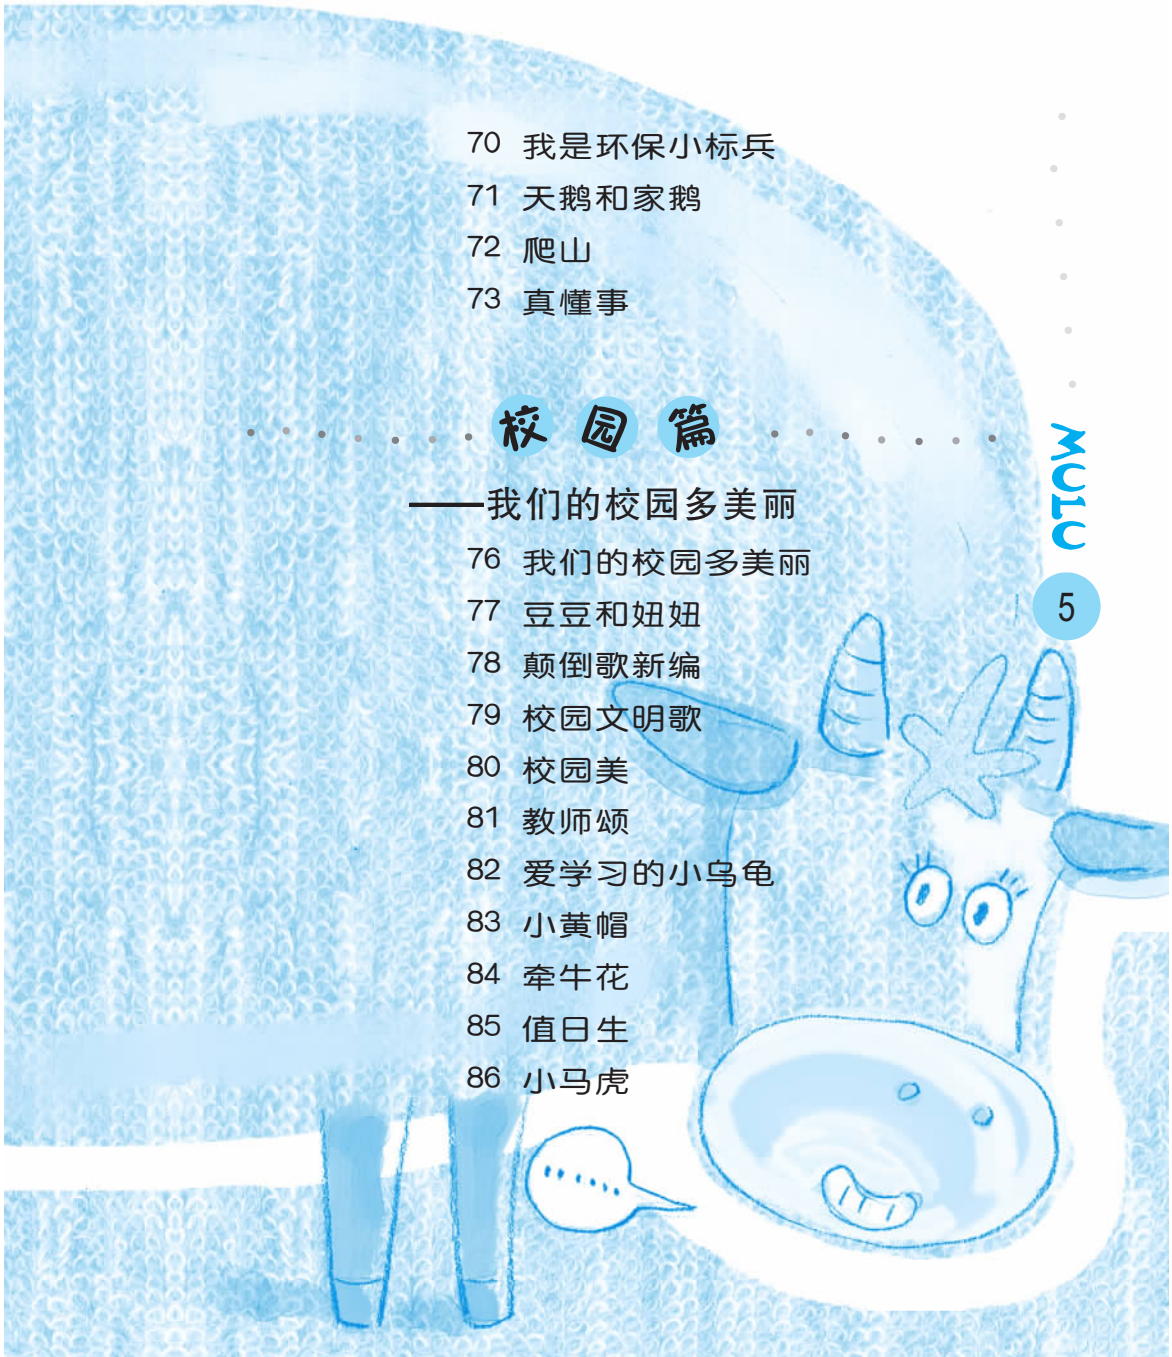 70 我是环保小标兵
71 天鹅和家鹅
72 爬山
73 真懂事
校园篇
——我们的校园多美丽
76 我们的校园多美丽
77 豆豆和妞妞
78 颠倒歌新编
79 校园文明歌
80 校园美
81 教师颂
82 爱学习的小乌龟
83 小黄帽
84 牵牛花
85 值日生
86 小马虎
MULU
5